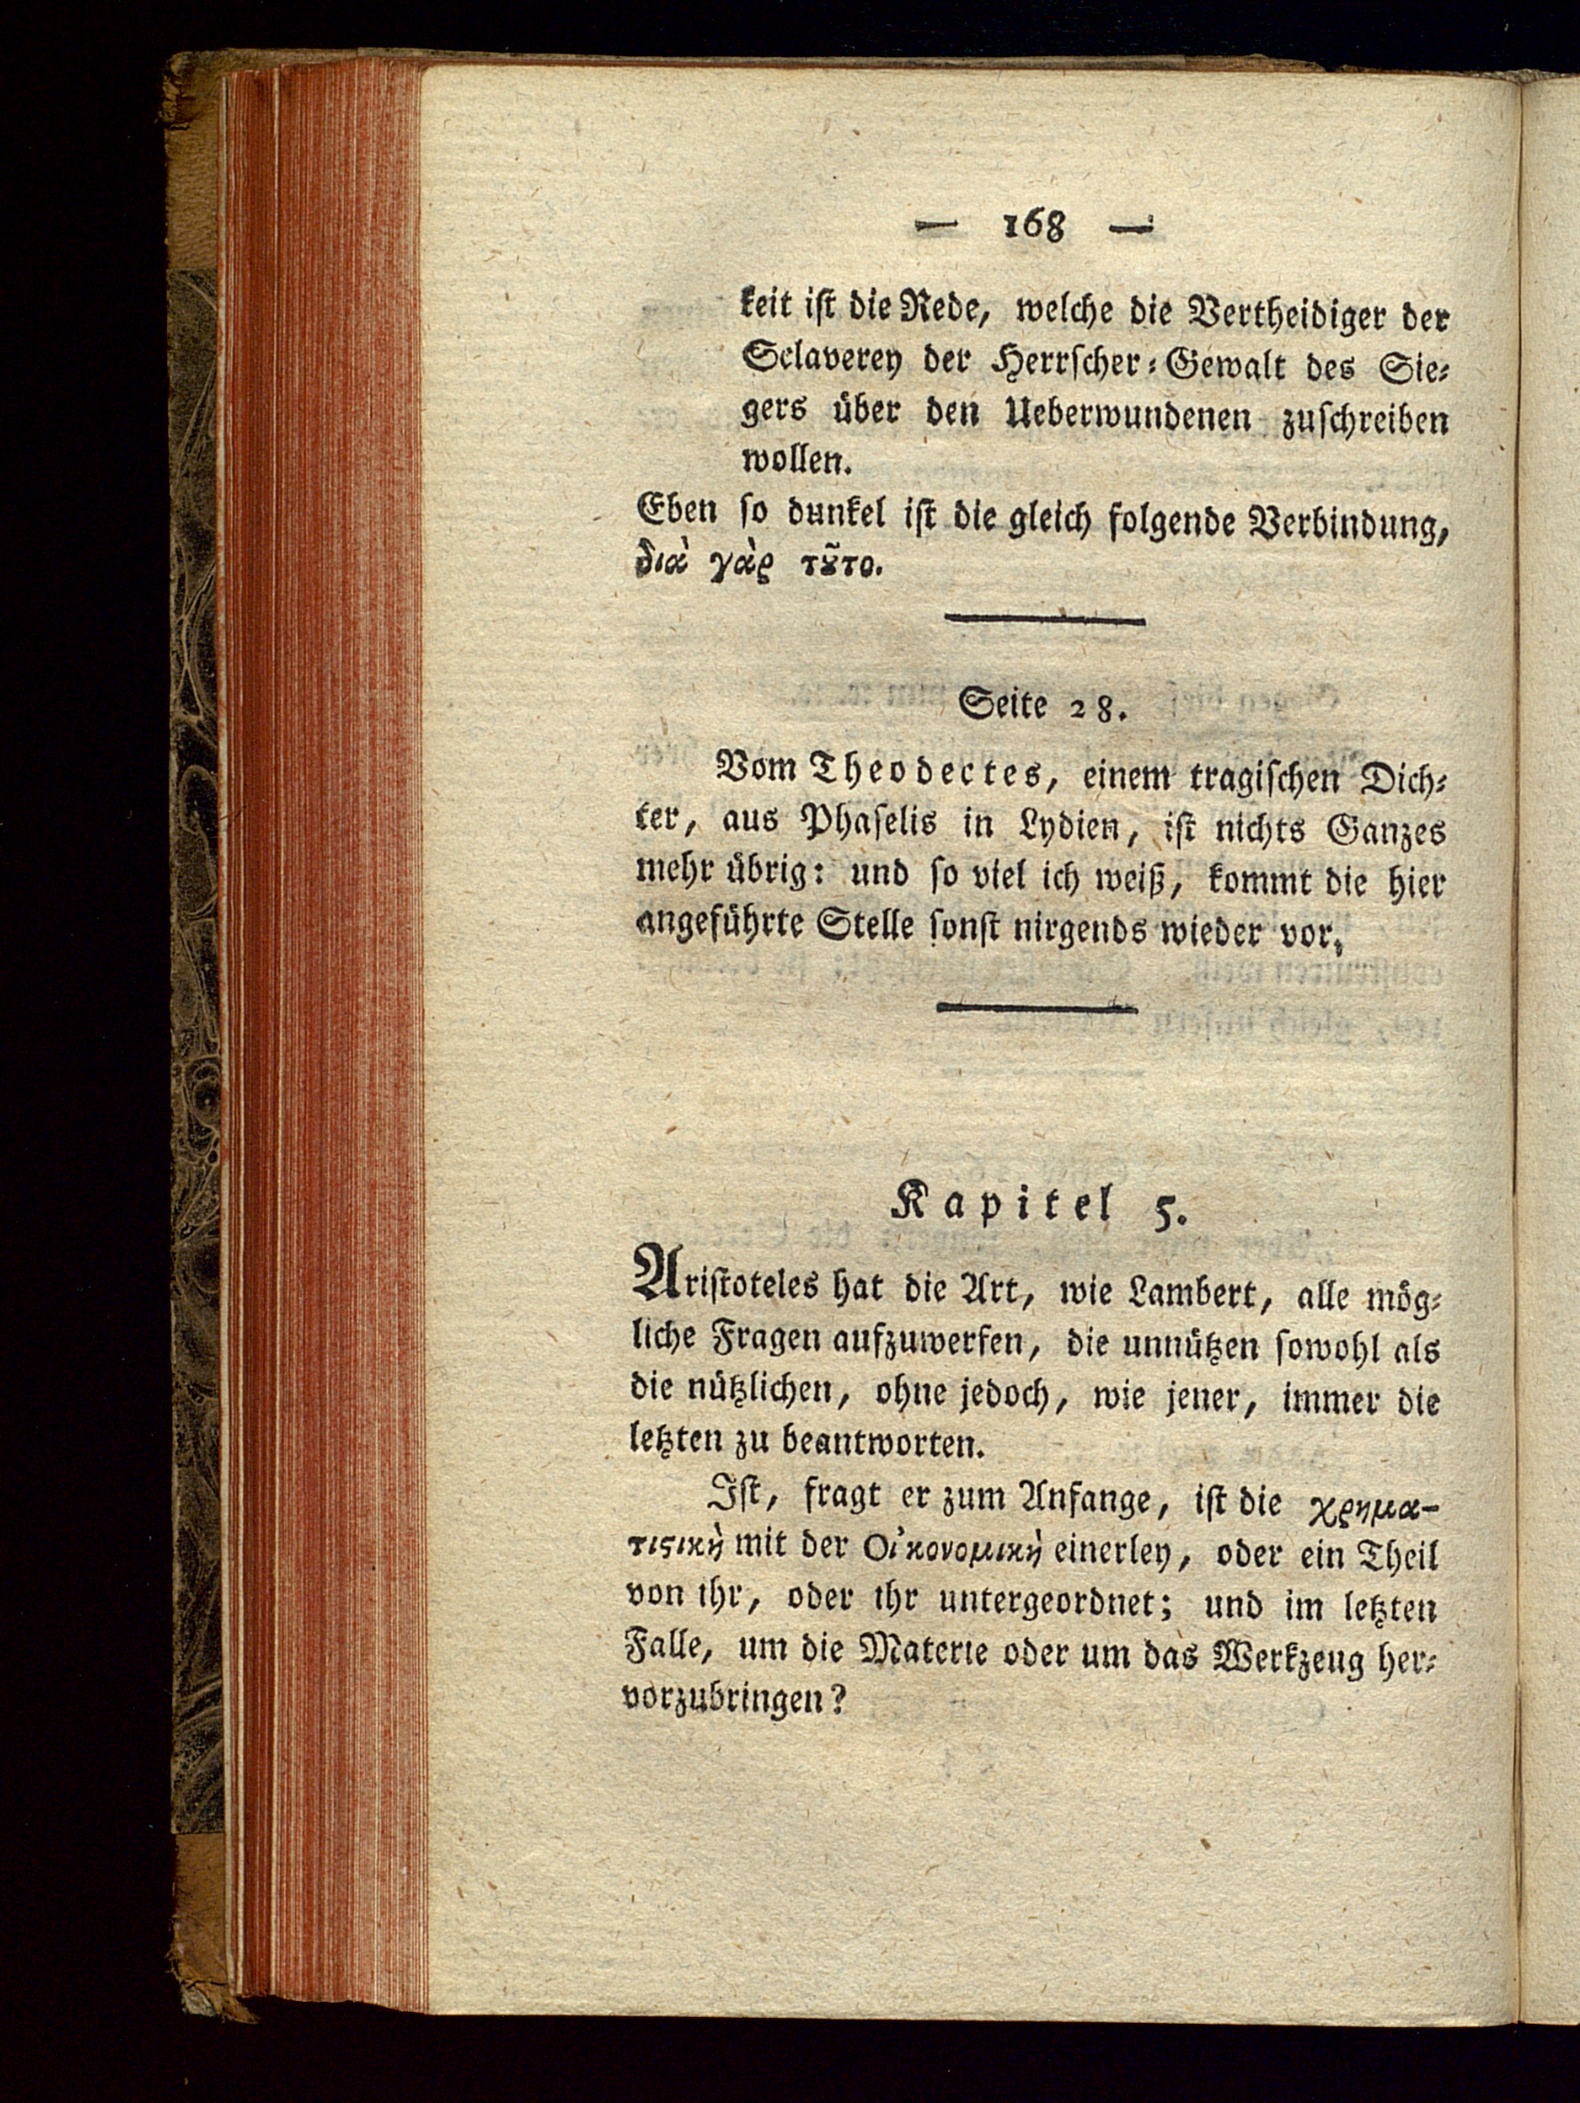 — 168 —
keit ist die Rede, welche die Vertheidiger der
Sclaverey der Herrscher-Gewalt des Sie-
gers über den Ueberwundenen zuschreiben
wollen.
Eben so dunkel ist die gleich folgende Verbindung,
διὰ γὰρ τȣ͂το.
Seite 28.
Vom Theodectes, einem tragischen Dich-
ter, aus Phaselis in Lydien, ist nichts Ganzes
mehr übrig: und so viel ich weiß, kommt die hier
angeführte Stelle sonst nirgends wieder vor.
Kapitel 5.
Aristoteles hat die Art, wie Lambert, alle mög-
liche Fragen aufzuwerfen, die unnützen sowohl als
die nützlichen, ohne jedoch, wie jener, immer die
letzten zu beantworten.
Ist, fragt er zum Anfange, ist die χρημα-
τιϛικὴ mit der Οἰκονομικὴ einerley, oder ein Theil
von ihr, oder ihr untergeordnet; und im letzten
Falle, um die Materie oder um das Werkzeug her-
vorzubringen?